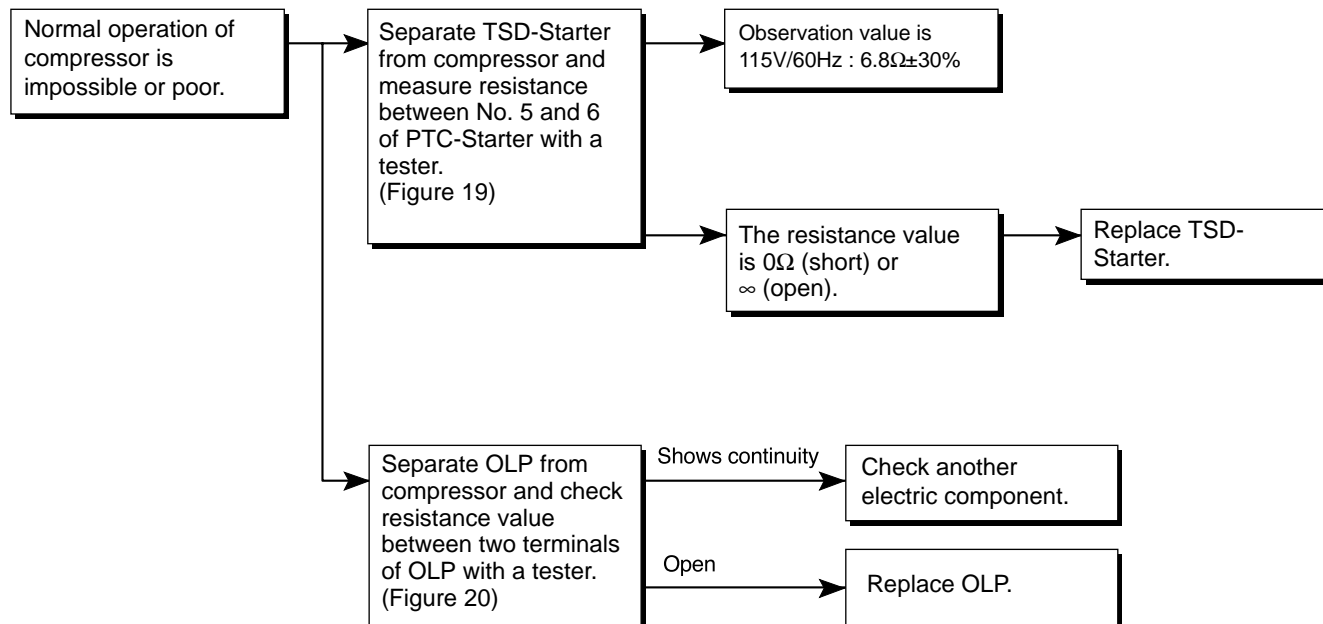 Normal operation of
compressor is
impossible or poor.
Separate TSD-Starter
from compressor and
measure resistance
between No. 5 and 6
of PTC-Starter with a
tester.
(Figure 19)
Observation value is
115V/60Hz : 6.8Ω±30%
The resistance value
is 0Ω (short) or
∞ (open).
Replace TSD-
Starter.
Separate OLP from
compressor and check
resistance value
between two terminals
of OLP with a tester.
(Figure 20)
Shows continuity
Check another
electric component.
Open
Replace OLP.